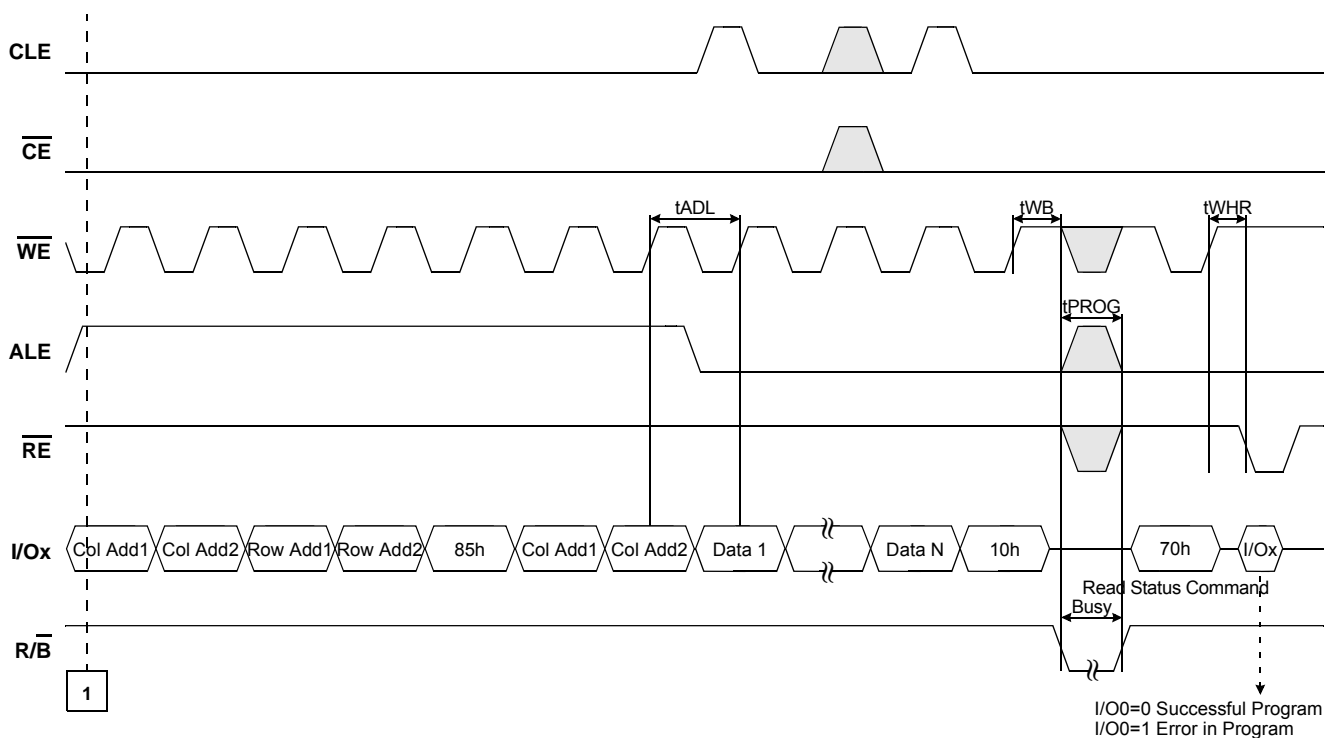 CLE
CE
tADL
tWB
tWHR
WE
tPROG
ALE
RE
I/Ox
Col Add1
Col Add2
Row Add1
Row Add2
85h
Col Add1
Col Add2
Data 1
Data N
10h
70h
I/Ox
Read Status Command
Busy
R/B
1
I/O0=0 Successful Program
I/O0=1 Error in Program